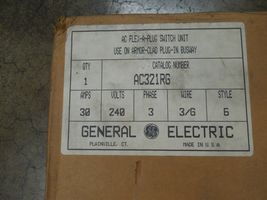 AC FLEX-A-PLUG SWITCH UNIT
USE ON ARMOR-CLAD PLUG-IN BUSWAY
QTY CATALOG NUMBER
1 AC321RG
AMPS VOLTS PHASE WIRE STYLE
30 240 3 3/6 6
GENERAL GE ELECTRIC
PLAINVILLE, CT. MADE IN U.S.A.